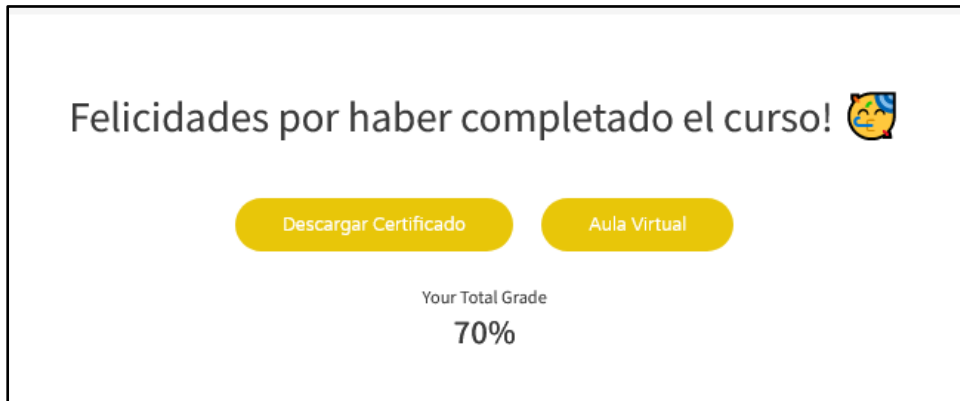 Felicidades por haber completado el curso! 🥳
Descargar Certificado
Aula Virtual
Your Total Grade
70%